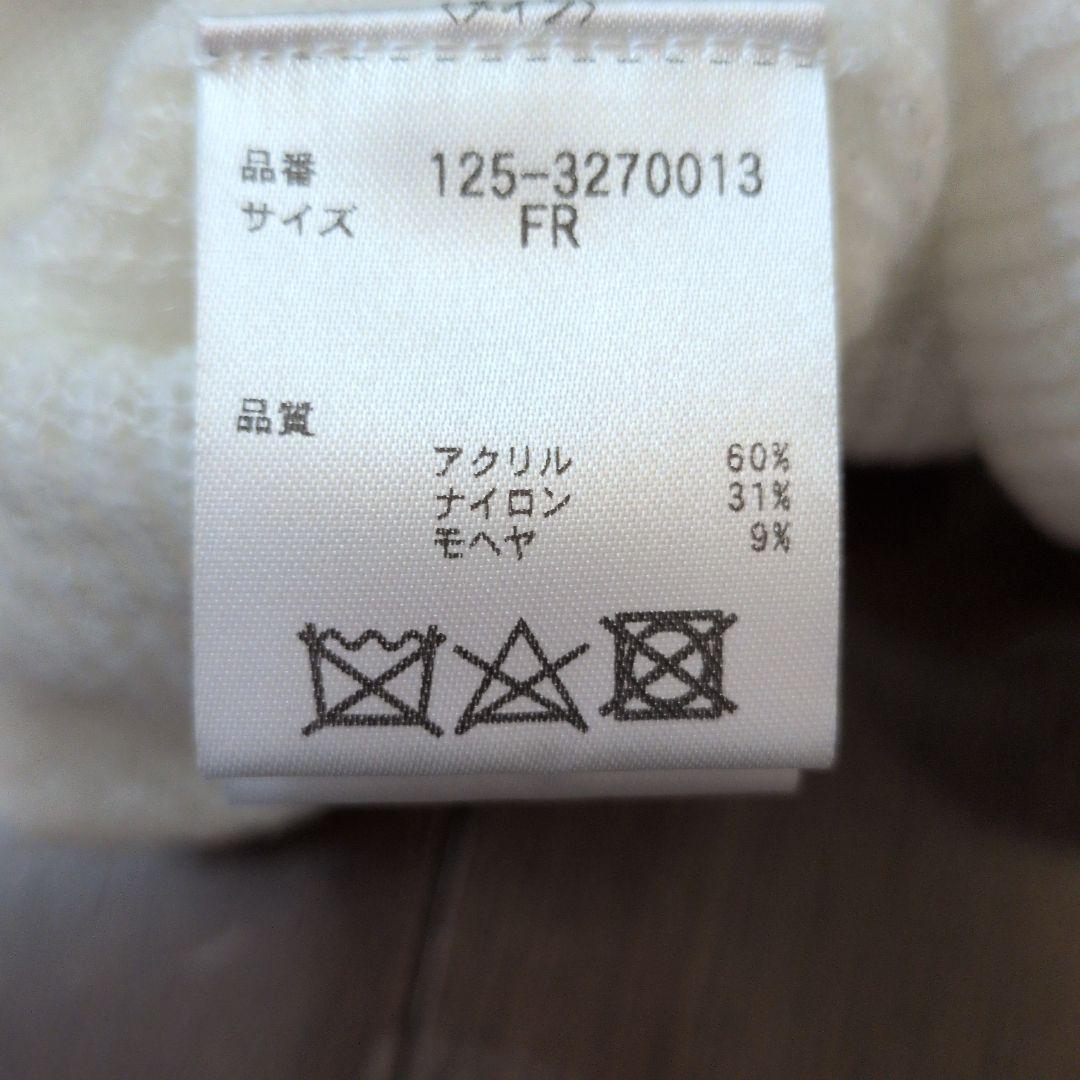 品番 125-3270013
サイズ FR
品質
アクリル 60%
ナイロン 31%
モヘヤ 9%